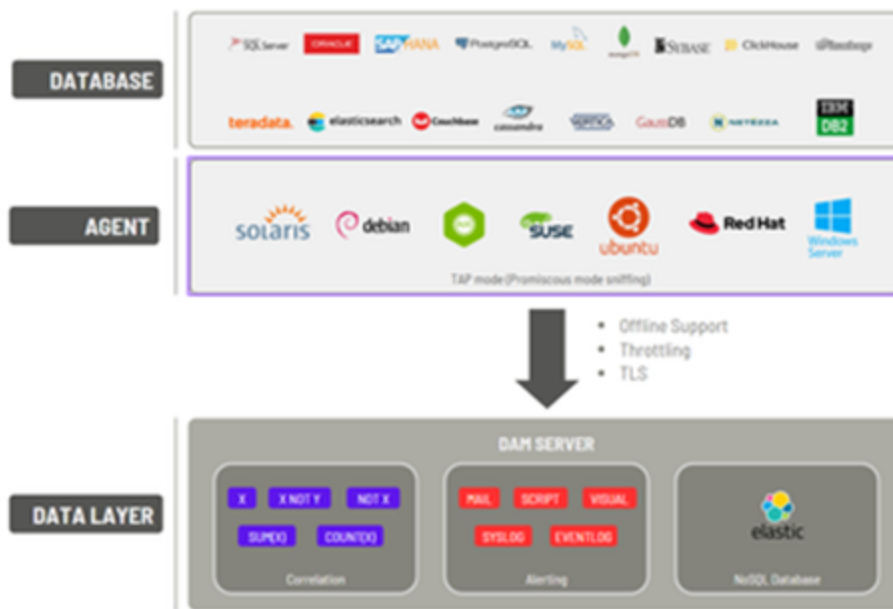 DATABASE
SQL Server
ORACLE
SAP HANA
PostgreSQL
MySQL
SYBASE
ClickHouse
teradata.
elasticsearch
Couchbase
cassandra
VERTICA
GaussDB
NETEZZA
IBM
DB2
AGENT
solaris
debian
SUSE
ubuntu
Red Hat
Windows
Server
TAP mode (Promiscous mode sniffing)
• Offline Support
• Throttling
• TLS
DATA LAYER
DAM SERVER
X
X NOT Y
NOT X
SUM(X)
COUNT(X)
Correlation
MAIL
SCRIPT
VISUAL
SYSLOG
EVENTLOG
Alerting
elastic
NoSQL Database